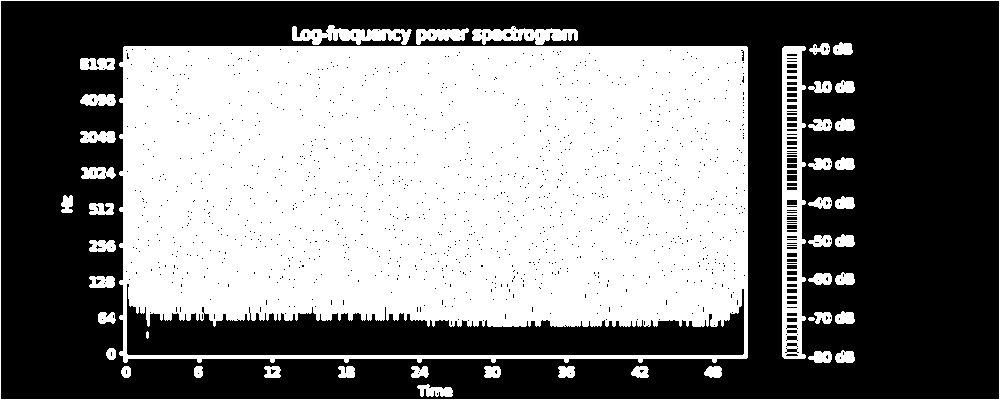 Log-frequency power spectrogram
8192
4096
2048
1024
512
256
128
64
0
Hz
0 6 12 18 24 30 36 42 48
Time
+0 dB
-10 dB
-20 dB
-30 dB
-40 dB
-50 dB
-60 dB
-70 dB
-80 dB